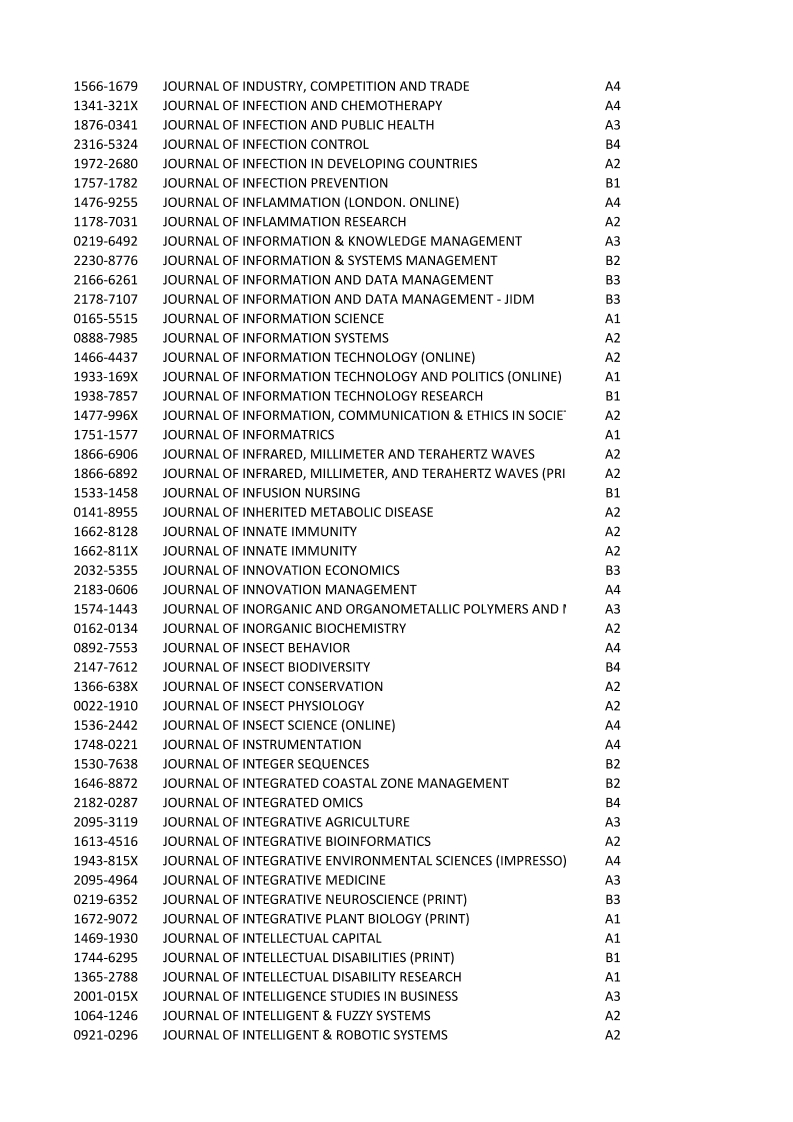 1566-1679 JOURNAL OF INDUSTRY, COMPETITION AND TRADE A4
1341-321X JOURNAL OF INFECTION AND CHEMOTHERAPY A4
1876-0341 JOURNAL OF INFECTION AND PUBLIC HEALTH A3
2316-5324 JOURNAL OF INFECTION CONTROL B4
1972-2680 JOURNAL OF INFECTION IN DEVELOPING COUNTRIES A2
1757-1782 JOURNAL OF INFECTION PREVENTION B1
1476-9255 JOURNAL OF INFLAMMATION (LONDON. ONLINE) A4
1178-7031 JOURNAL OF INFLAMMATION RESEARCH A2
0219-6492 JOURNAL OF INFORMATION & KNOWLEDGE MANAGEMENT A3
2230-8776 JOURNAL OF INFORMATION & SYSTEMS MANAGEMENT B2
2166-6261 JOURNAL OF INFORMATION AND DATA MANAGEMENT B3
2178-7107 JOURNAL OF INFORMATION AND DATA MANAGEMENT - JIDM B3
0165-5515 JOURNAL OF INFORMATION SCIENCE A1
0888-7985 JOURNAL OF INFORMATION SYSTEMS A2
1466-4437 JOURNAL OF INFORMATION TECHNOLOGY (ONLINE) A2
1933-169X JOURNAL OF INFORMATION TECHNOLOGY AND POLITICS (ONLINE) A1
1938-7857 JOURNAL OF INFORMATION TECHNOLOGY RESEARCH B1
1477-996X JOURNAL OF INFORMATION, COMMUNICATION & ETHICS IN SOCIET A2
1751-1577 JOURNAL OF INFORMATRICS A1
1866-6906 JOURNAL OF INFRARED, MILLIMETER AND TERAHERTZ WAVES A2
1866-6892 JOURNAL OF INFRARED, MILLIMETER, AND TERAHERTZ WAVES (PRI A2
1533-1458 JOURNAL OF INFUSION NURSING B1
0141-8955 JOURNAL OF INHERITED METABOLIC DISEASE A2
1662-8128 JOURNAL OF INNATE IMMUNITY A2
1662-811X JOURNAL OF INNATE IMMUNITY A2
2032-5355 JOURNAL OF INNOVATION ECONOMICS B3
2183-0606 JOURNAL OF INNOVATION MANAGEMENT A4
1574-1443 JOURNAL OF INORGANIC AND ORGANOMETALLIC POLYMERS AND A3
0162-0134 JOURNAL OF INORGANIC BIOCHEMISTRY A2
0892-7553 JOURNAL OF INSECT BEHAVIOR A4
2147-7612 JOURNAL OF INSECT BIODIVERSITY B4
1366-638X JOURNAL OF INSECT CONSERVATION A2
0022-1910 JOURNAL OF INSECT PHYSIOLOGY A2
1536-2442 JOURNAL OF INSECT SCIENCE (ONLINE) A4
1748-0221 JOURNAL OF INSTRUMENTATION A4
1530-7638 JOURNAL OF INTEGER SEQUENCES B2
1646-8872 JOURNAL OF INTEGRATED COASTAL ZONE MANAGEMENT B2
2182-0287 JOURNAL OF INTEGRATED OMICS B4
2095-3119 JOURNAL OF INTEGRATIVE AGRICULTURE A3
1613-4516 JOURNAL OF INTEGRATIVE BIOINFORMATICS A2
1943-815X JOURNAL OF INTEGRATIVE ENVIRONMENTAL SCIENCES (IMPRESSO) A4
2095-4964 JOURNAL OF INTEGRATIVE MEDICINE A3
0219-6352 JOURNAL OF INTEGRATIVE NEUROSCIENCE (PRINT) B3
1672-9072 JOURNAL OF INTEGRATIVE PLANT BIOLOGY (PRINT) A1
1469-1930 JOURNAL OF INTELLECTUAL CAPITAL A1
1744-6295 JOURNAL OF INTELLECTUAL DISABILITIES (PRINT) B1
1365-2788 JOURNAL OF INTELLECTUAL DISABILITY RESEARCH A1
2001-015X JOURNAL OF INTELLIGENCE STUDIES IN BUSINESS A3
1064-1246 JOURNAL OF INTELLIGENT & FUZZY SYSTEMS A2
0921-0296 JOURNAL OF INTELLIGENT & ROBOTIC SYSTEMS A2